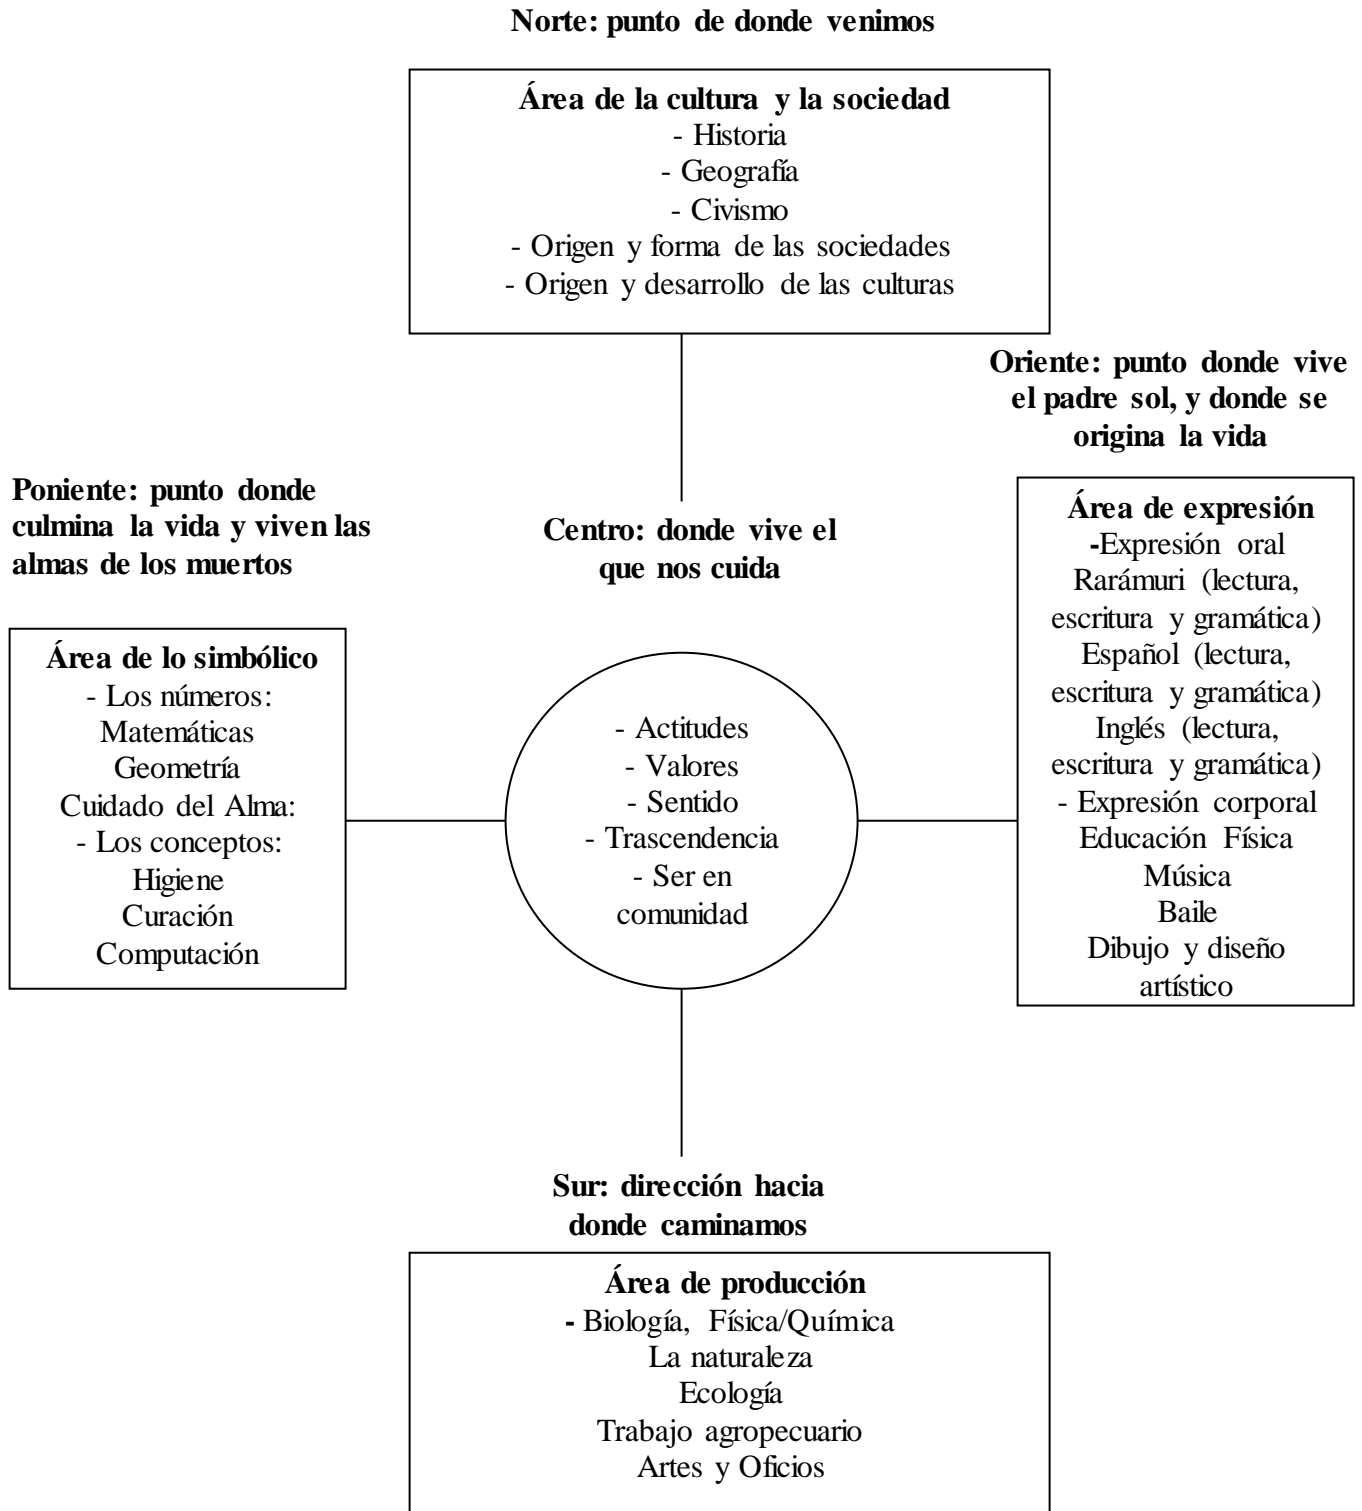 Norte: punto de donde venimos
Área de la cultura y la sociedad
- Historia
- Geografía
- Civismo
- Origen y forma de las sociedades
- Origen y desarrollo de las culturas
Oriente: punto donde vive
el padre sol, y donde se
origina la vida
Poniente: punto donde
culmina la vida y viven las
almas de los muertos
Centro: donde vive el
que nos cuida
Área de lo simbólico
- Los números:
Matemáticas
Geometría
Cuidado del Alma:
- Los conceptos:
Higiene
Curación
Computación
- Actitudes
- Valores
- Sentido
- Trascendencia
- Ser en
comunidad
Área de expresión
-Expresión oral
Rarámuri (lectura,
escritura y gramática)
Español (lectura,
escritura y gramática)
Inglés (lectura,
escritura y gramática)
- Expresión corporal
Educación Física
Música
Baile
Dibujo y diseño
artístico
Sur: dirección hacia
donde caminamos
Área de producción
- Biología, Física/Química
La naturaleza
Ecología
Trabajo agropecuario
Artes y Oficios